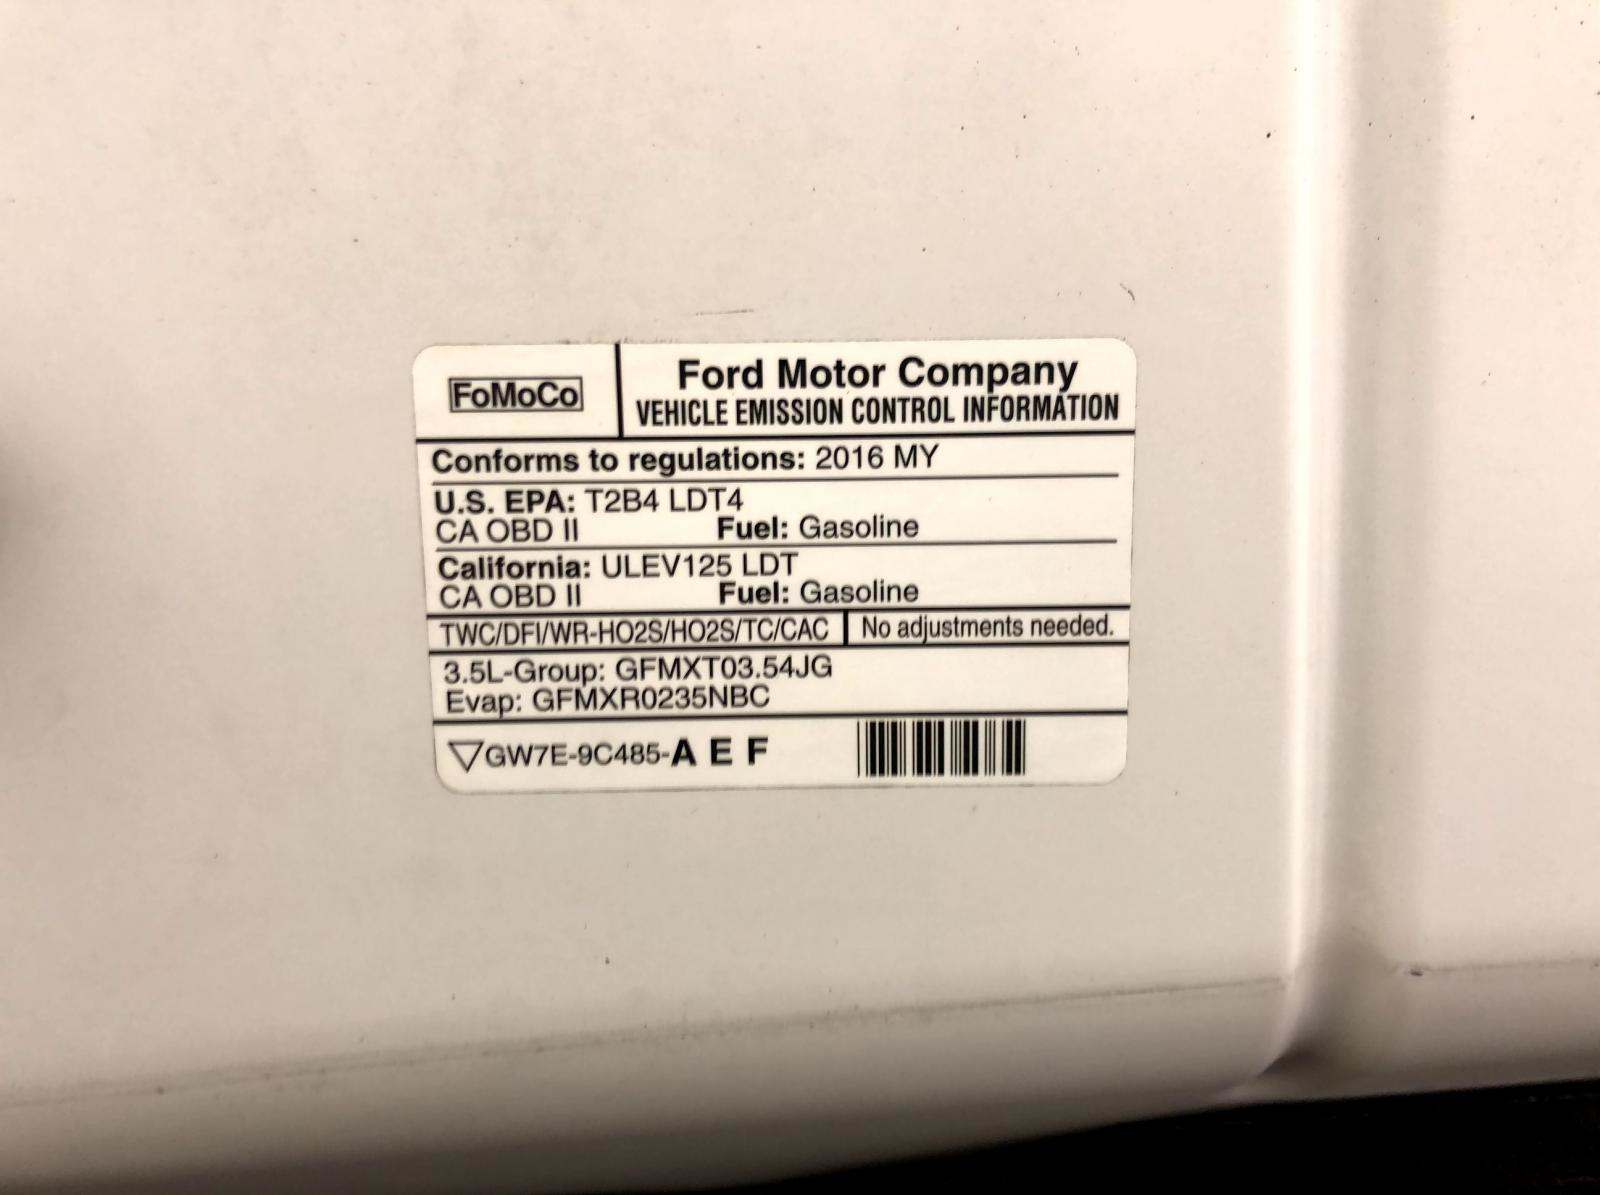 FoMoCo
Ford Motor Company
VEHICLE EMISSION CONTROL INFORMATION
Conforms to regulations: 2016 MY
U.S. EPA: T2B4 LDT4
CA OBD II Fuel: Gasoline
California: ULEV125 LDT
CA OBD II Fuel: Gasoline
TWC/DFI/WR-HO2S/HO2S/TC/CAC No adjustments needed.
3.5L-Group: GFMXT03.54JG
Evap: GFMXR0235NBC
GW7E-9C485-A E F